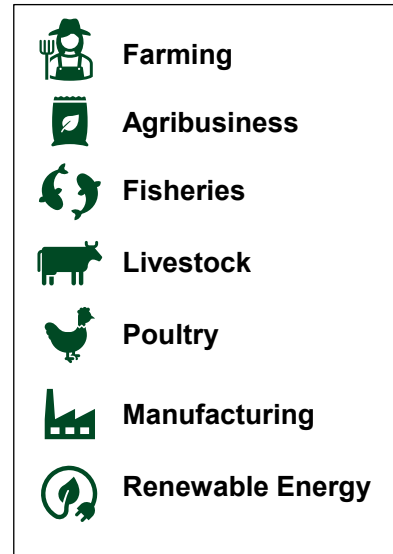 Farming
Agribusiness
Fisheries
Livestock
Poultry
Manufacturing
Renewable Energy